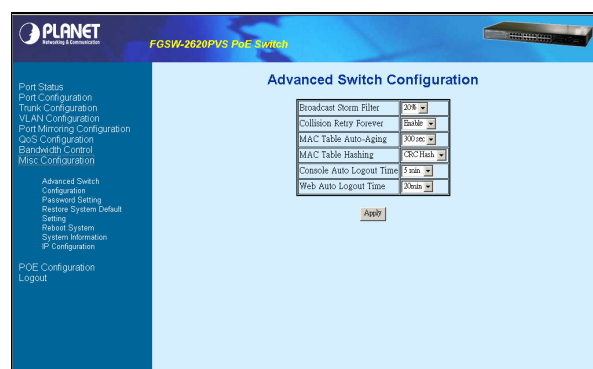 PLANET
Networking & Communication
FGSW-2620PVS PoE Switch
Port Status
Port Configuration
Trunk Configuration
VLAN Configuration
Port Mirroring Configuration
QoS Configuration
Bandwidth Control
Misc Configuration
Advanced Switch
Configuration
Password Setting
Restore System Default
Setting
Reboot System
System Information
IP Configuration
POE Configuration
Logout
Advanced Switch Configuration
Broadcast Storm Filter 20%
Collision Retry Forever Enable
MAC Table Auto-Aging 300 sec
MAC Table Hashing CRC Hash
Console Auto Logout Time 5 min
Web Auto Logout Time 20min
Apply